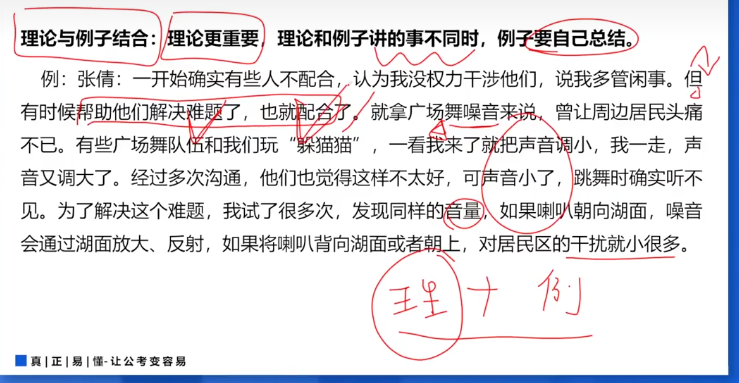 理论与例子结合：理论更重要，理论和例子讲的事不同时，例子要自己总结。
例：张倩：一开始确实有些人不配合，认为我没权力干涉他们，说我多管闲事。但
有时候帮助他们解决难题了，也就配合了。就拿广场舞噪音来说，曾让周边居民头痛
不已。有些广场舞队伍和我们玩“躲猫猫”，一看我来了就把声音调小，我一走，声
音又调大了。经过多次沟通，他们也觉得这样不太好，可声音小了，跳舞时确实听不
见。为了解决这个难题，我试了很多次，发现同样的音量，如果喇叭朝向湖面，噪音
会通过湖面放大、反射，如果将喇叭背向湖面或者朝上，对居民区的干扰就小很多。
理 + 例
真|正|易|懂-让公考变容易